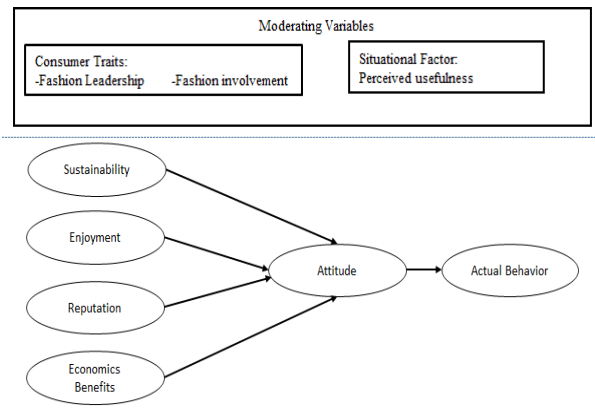 Moderating Variables
Consumer Traits:
-Fashion Leadership -Fashion involvement
Situational Factor:
Perceived usefulness
Sustainability
Enjoyment
Reputation
Economics
Benefits
Attitude
Actual Behavior